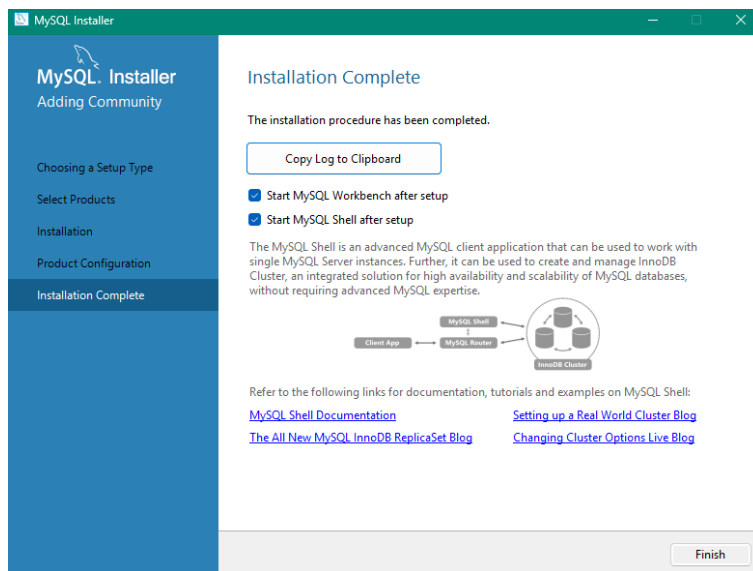 MySQL Installer
MySQL. Installer
Adding Community
Choosing a Setup Type
Select Products
Installation
Product Configuration
Installation Complete
Installation Complete
The installation procedure has been completed.
Copy Log to Clipboard
Start MySQL Workbench after setup
Start MySQL Shell after setup
The MySQL Shell is an advanced MySQL client application that can be used to work with
single MySQL Server instances. Further, it can be used to create and manage InnoDB
Cluster, an integrated solution for high availability and scalability of MySQL databases,
without requiring advanced MySQL expertise.
MySQL Shell
Client App
MySQL Router
InnoDB Cluster
Refer to the following links for documentation, tutorials and examples on MySQL Shell:
MySQL Shell Documentation
Setting up a Real World Cluster Blog
The All New MySQL InnoDB ReplicaSet Blog
Changing Cluster Options Live Blog
Finish